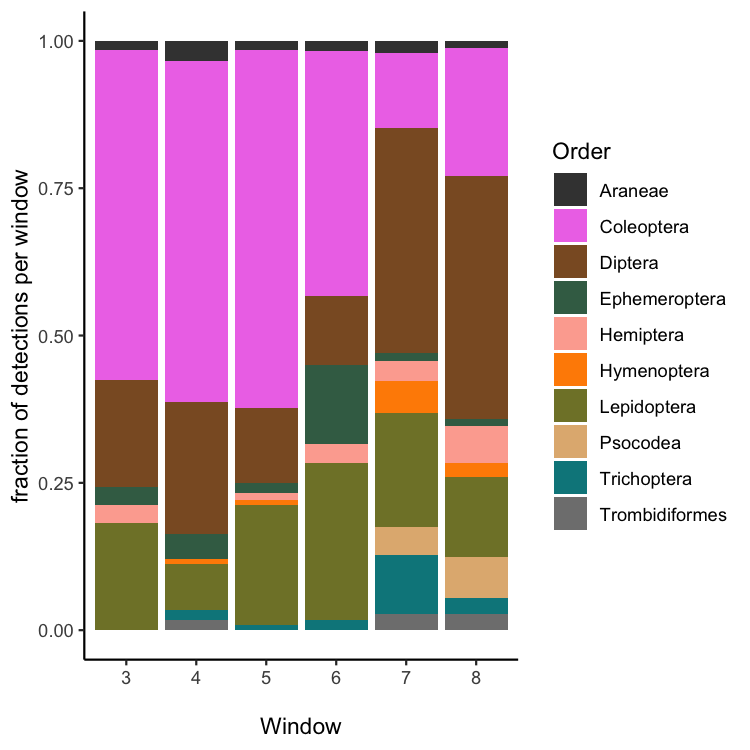 fraction of detections per window
1.00
0.75
0.50
0.25
0.00
3 4 5 6 7 8
Window
Order
Araneae
Coleoptera
Diptera
Ephemeroptera
Hemiptera
Hymenoptera
Lepidoptera
Psocodea
Trichoptera
Trombidiformes